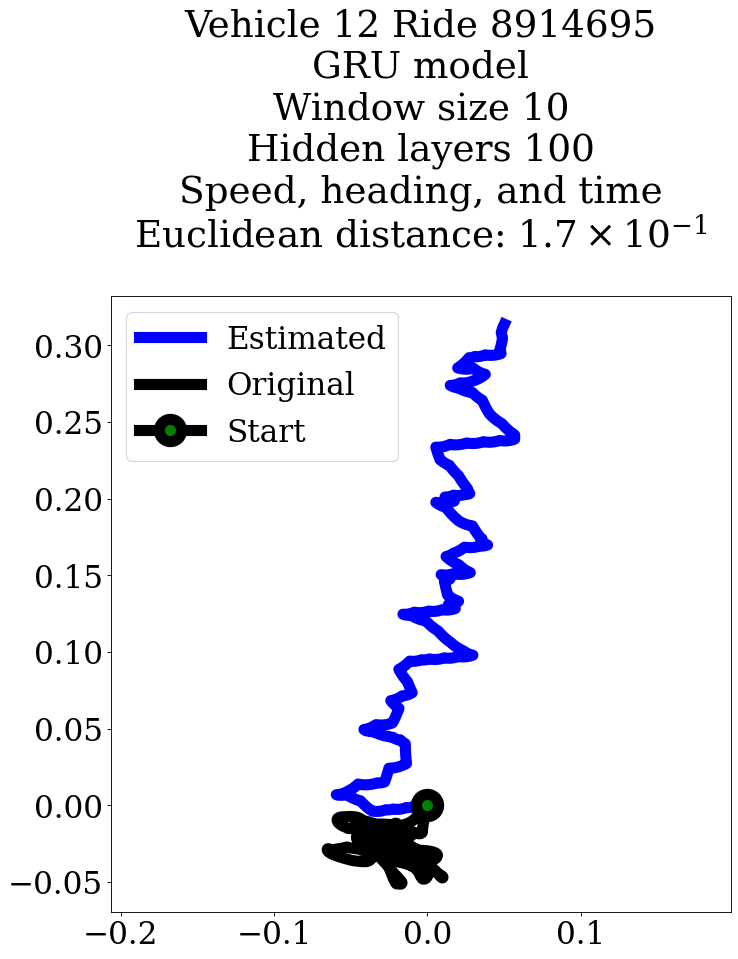 Vehicle 12 Ride 8914695
GRU model
Window size 10
Hidden layers 100
Speed, heading, and time
Euclidean distance: 1.7 × 10⁻¹
Estimated
Original
Start
0.30
0.25
0.20
0.15
0.10
0.05
0.00
−0.05
−0.2
−0.1
0.0
0.1